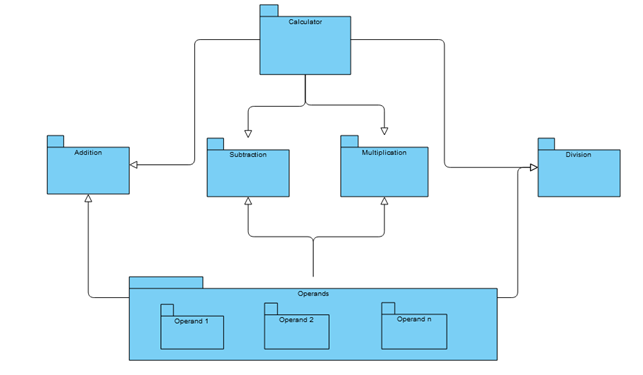 Calculator
Addition
Subtraction
Multiplication
Division
Operands
Operand 1
Operand 2
Operand n